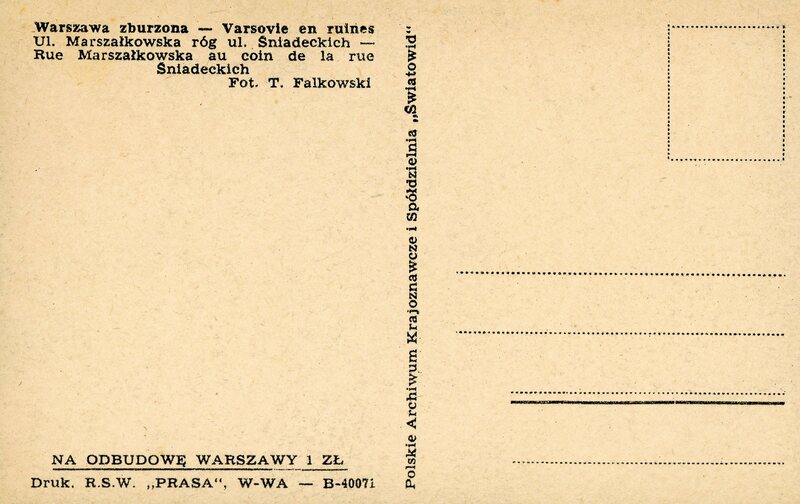 Warszawa zburzona — Varsovie en ruines
Ul. Marszałkowska róg ul. Śniadeckich —
Rue Marszałkowska au coin de la rue
Śniadeckich
Fot. T. Falkowski
Polskie Archiwum Krajoznawcze i Spółdzielnia „Światowid“
NA ODBUDOWĘ WARSZAWY 1 ZŁ
Druk. R.S.W. „PRASA“, W-WA — B-40071